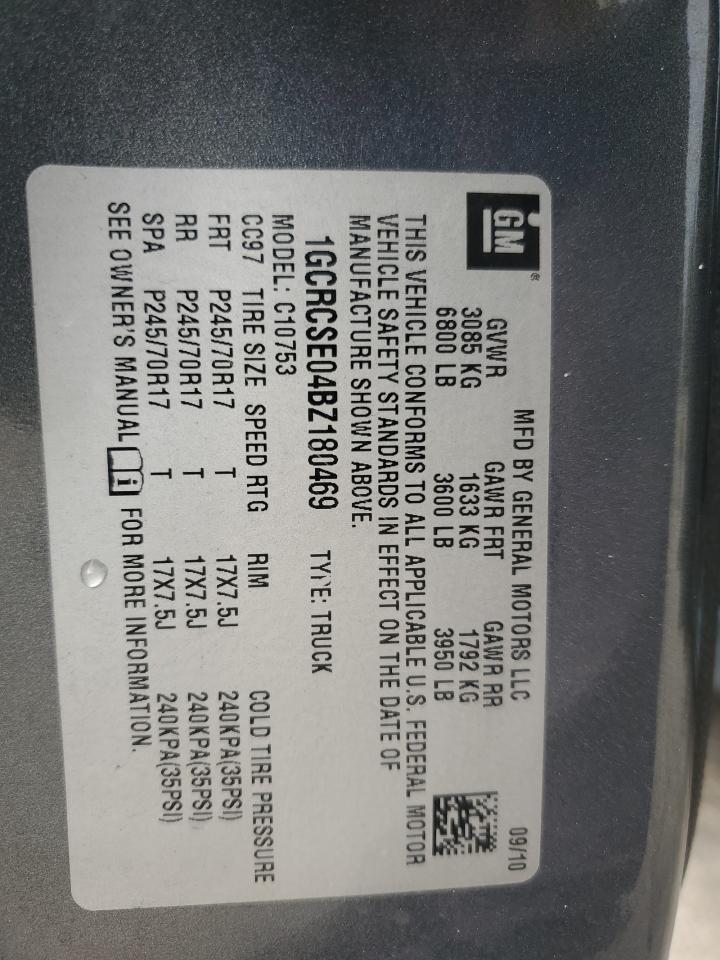 GM ®
MFD BY GENERAL MOTORS LLC 09/10
GVWR GAWR FRT GAWR RR
3085 KG 1633 KG 1792 KG
6800 LB 3600 LB 3950 LB
THIS VEHICLE CONFORMS TO ALL APPLICABLE U.S. FEDERAL MOTOR
VEHICLE SAFETY STANDARDS IN EFFECT ON THE DATE OF
MANUFACTURE SHOWN ABOVE.
1GCRCSE04BZ180469 TYPE: TRUCK
MODEL: C10753
CC97 TIRE SIZE SPEED RTG RIM COLD TIRE PRESSURE
FRT P245/70R17 T 17X7.5J 240KPA(35PSI)
RR P245/70R17 T 17X7.5J 240KPA(35PSI)
SPA P245/70R17 T 17X7.5J 240KPA(35PSI)
SEE OWNER'S MANUAL i FOR MORE INFORMATION.